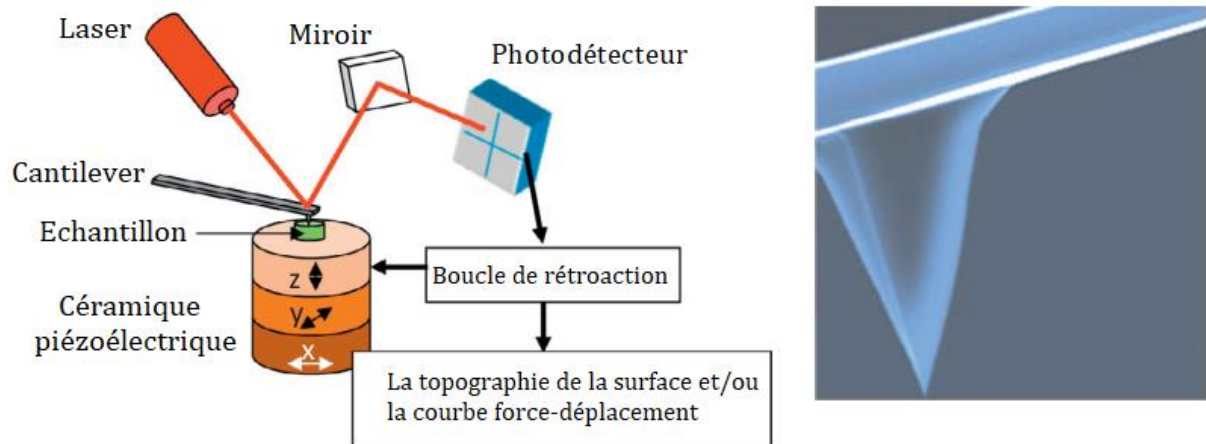 Laser
Miroir
Photodétecteur
Cantilever
Echantillon
Boucle de rétroaction
z
Céramique
piézoélectrique
y
x
La topographie de la surface et/ou
la courbe force-déplacement